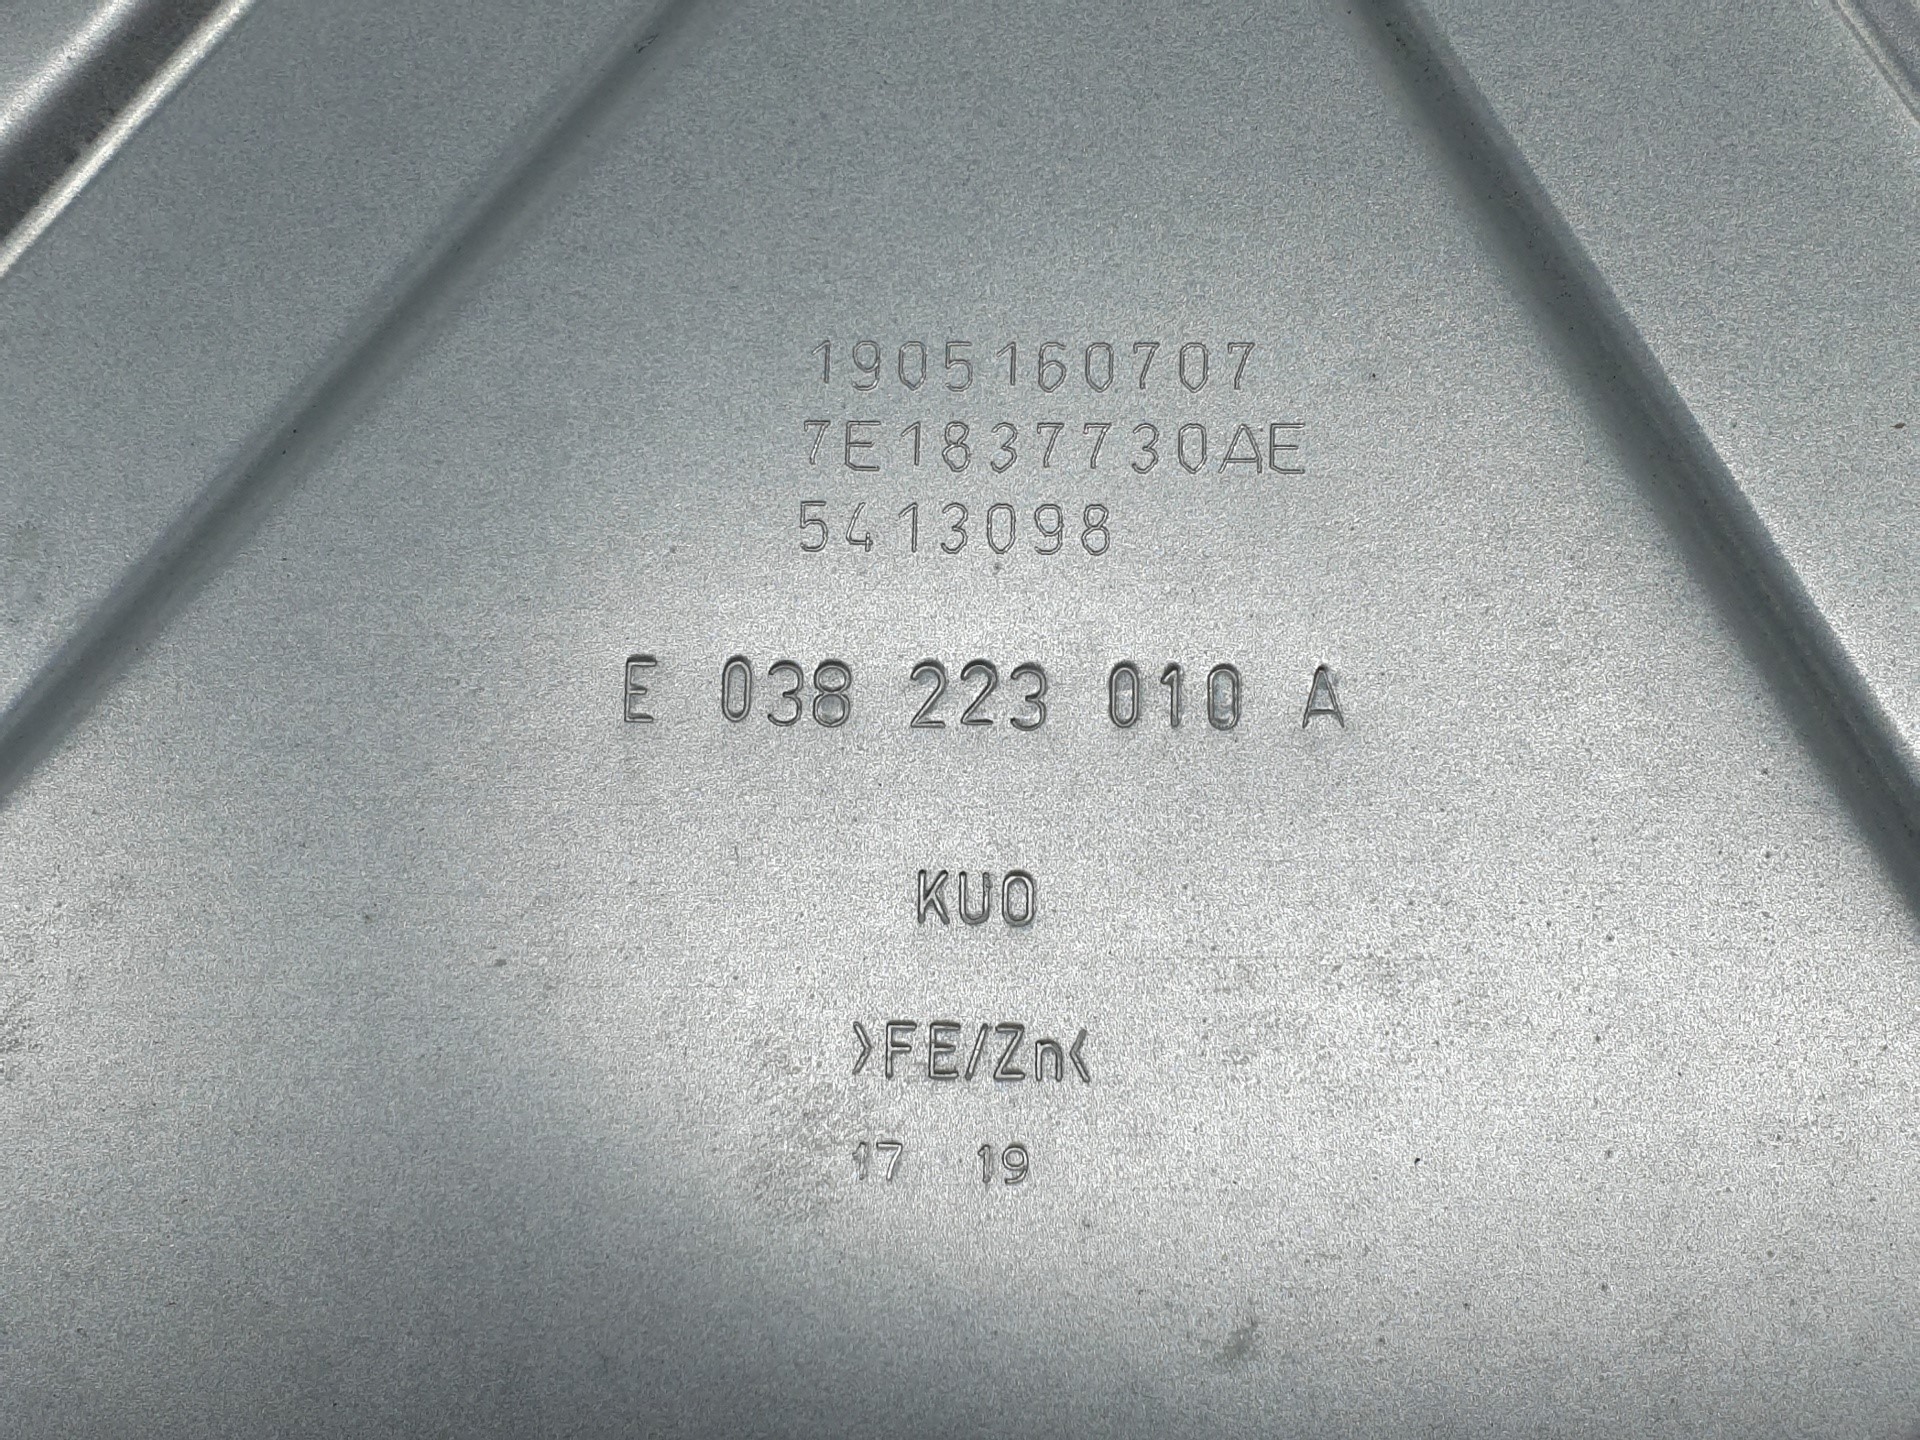 1905160707
7E1837730AE
5413098
E 038 223 010 A
KUO
>FE/Zn<
17 19